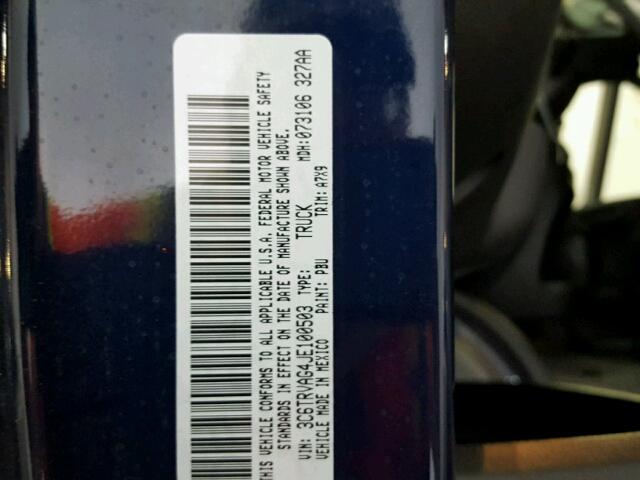 THIS VEHICLE CONFORMS TO ALL APPLICABLE U.S.A. FEDERAL MOTOR VEHICLE SAFETY
STANDARDS IN EFFECT ON THE DATE OF MANUFACTURE SHOWN ABOVE.
VIN: 3C6TRVAG4JE100503 TYPE: TRUCK MDH:073106 327AA
VEHICLE MADE IN MEXICO PAINT: PBU TRIM: A7X9